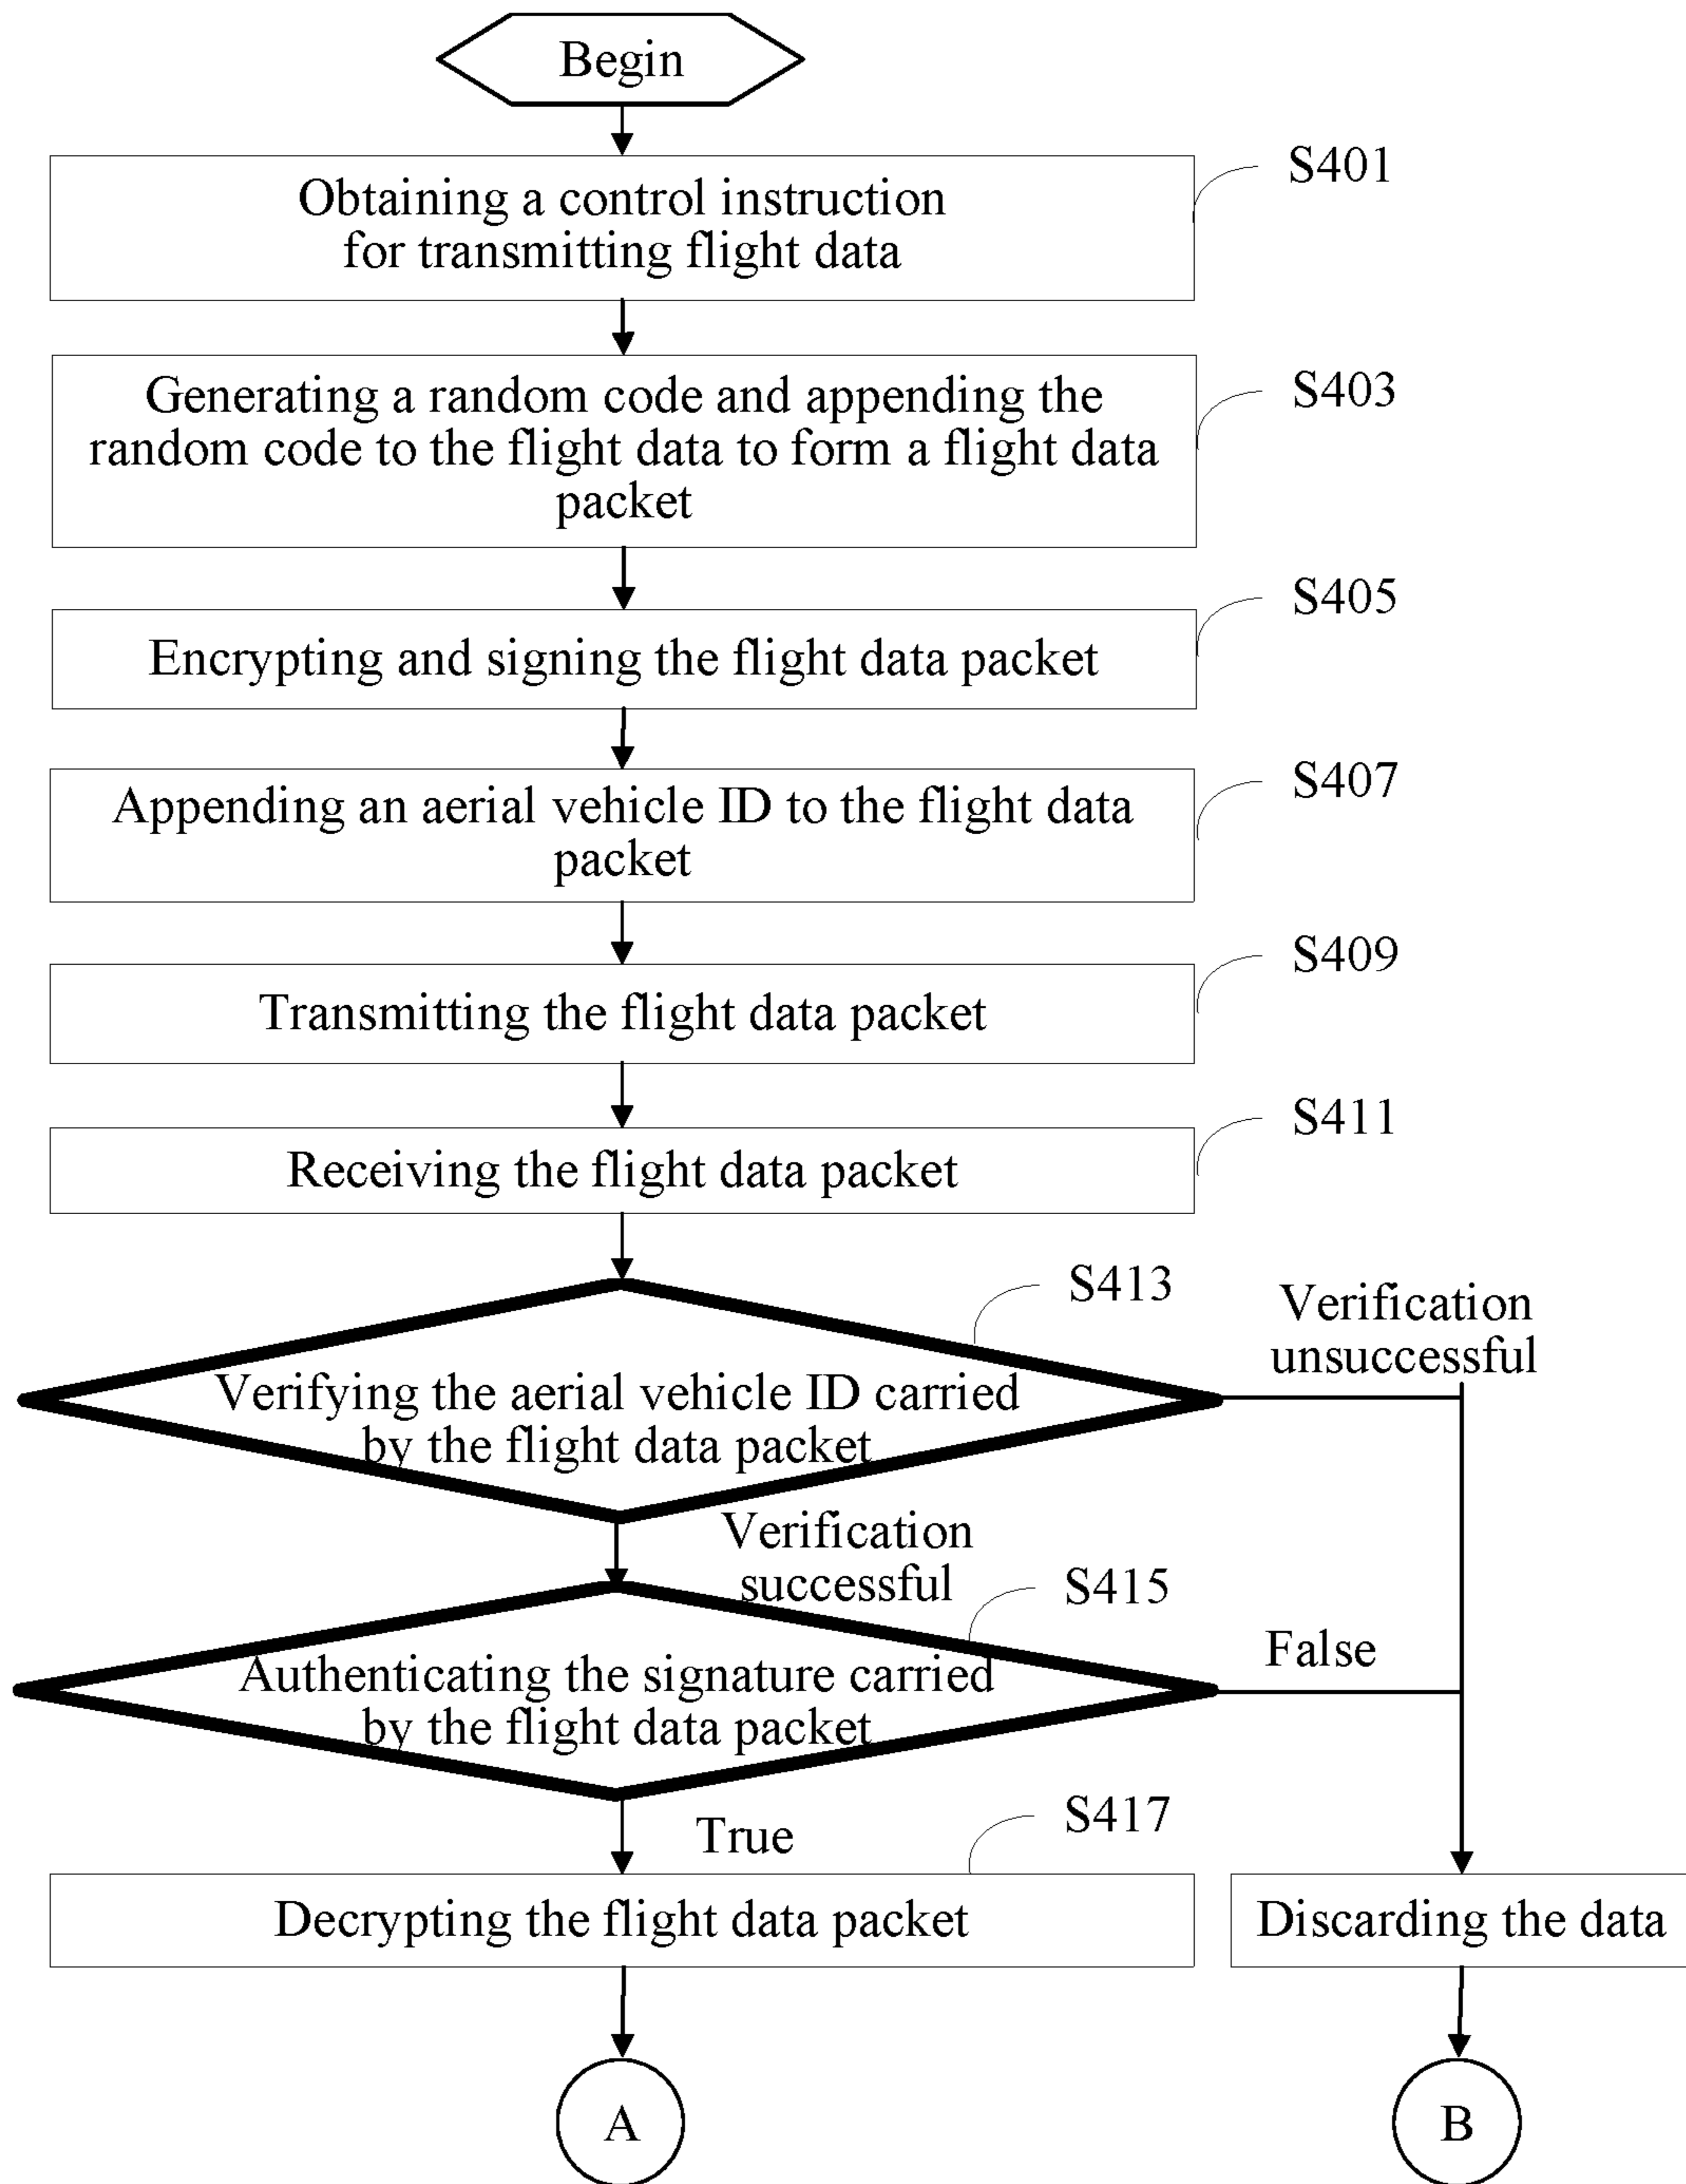 Begin
S401
Obtaining a control instruction
for transmitting flight data
S403
Generating a random code and appending the
random code to the flight data to form a flight data
packet
S405
Encrypting and signing the flight data packet
S407
Appending an aerial vehicle ID to the flight data
packet
S409
Transmitting the flight data packet
S411
Receiving the flight data packet
S413
Verification
unsuccessful
Verifying the aerial vehicle ID carried
by the flight data packet
Verification
successful
S415
False
Authenticating the signature carried
by the flight data packet
S417
True
Decrypting the flight data packet
Discarding the data
A
B